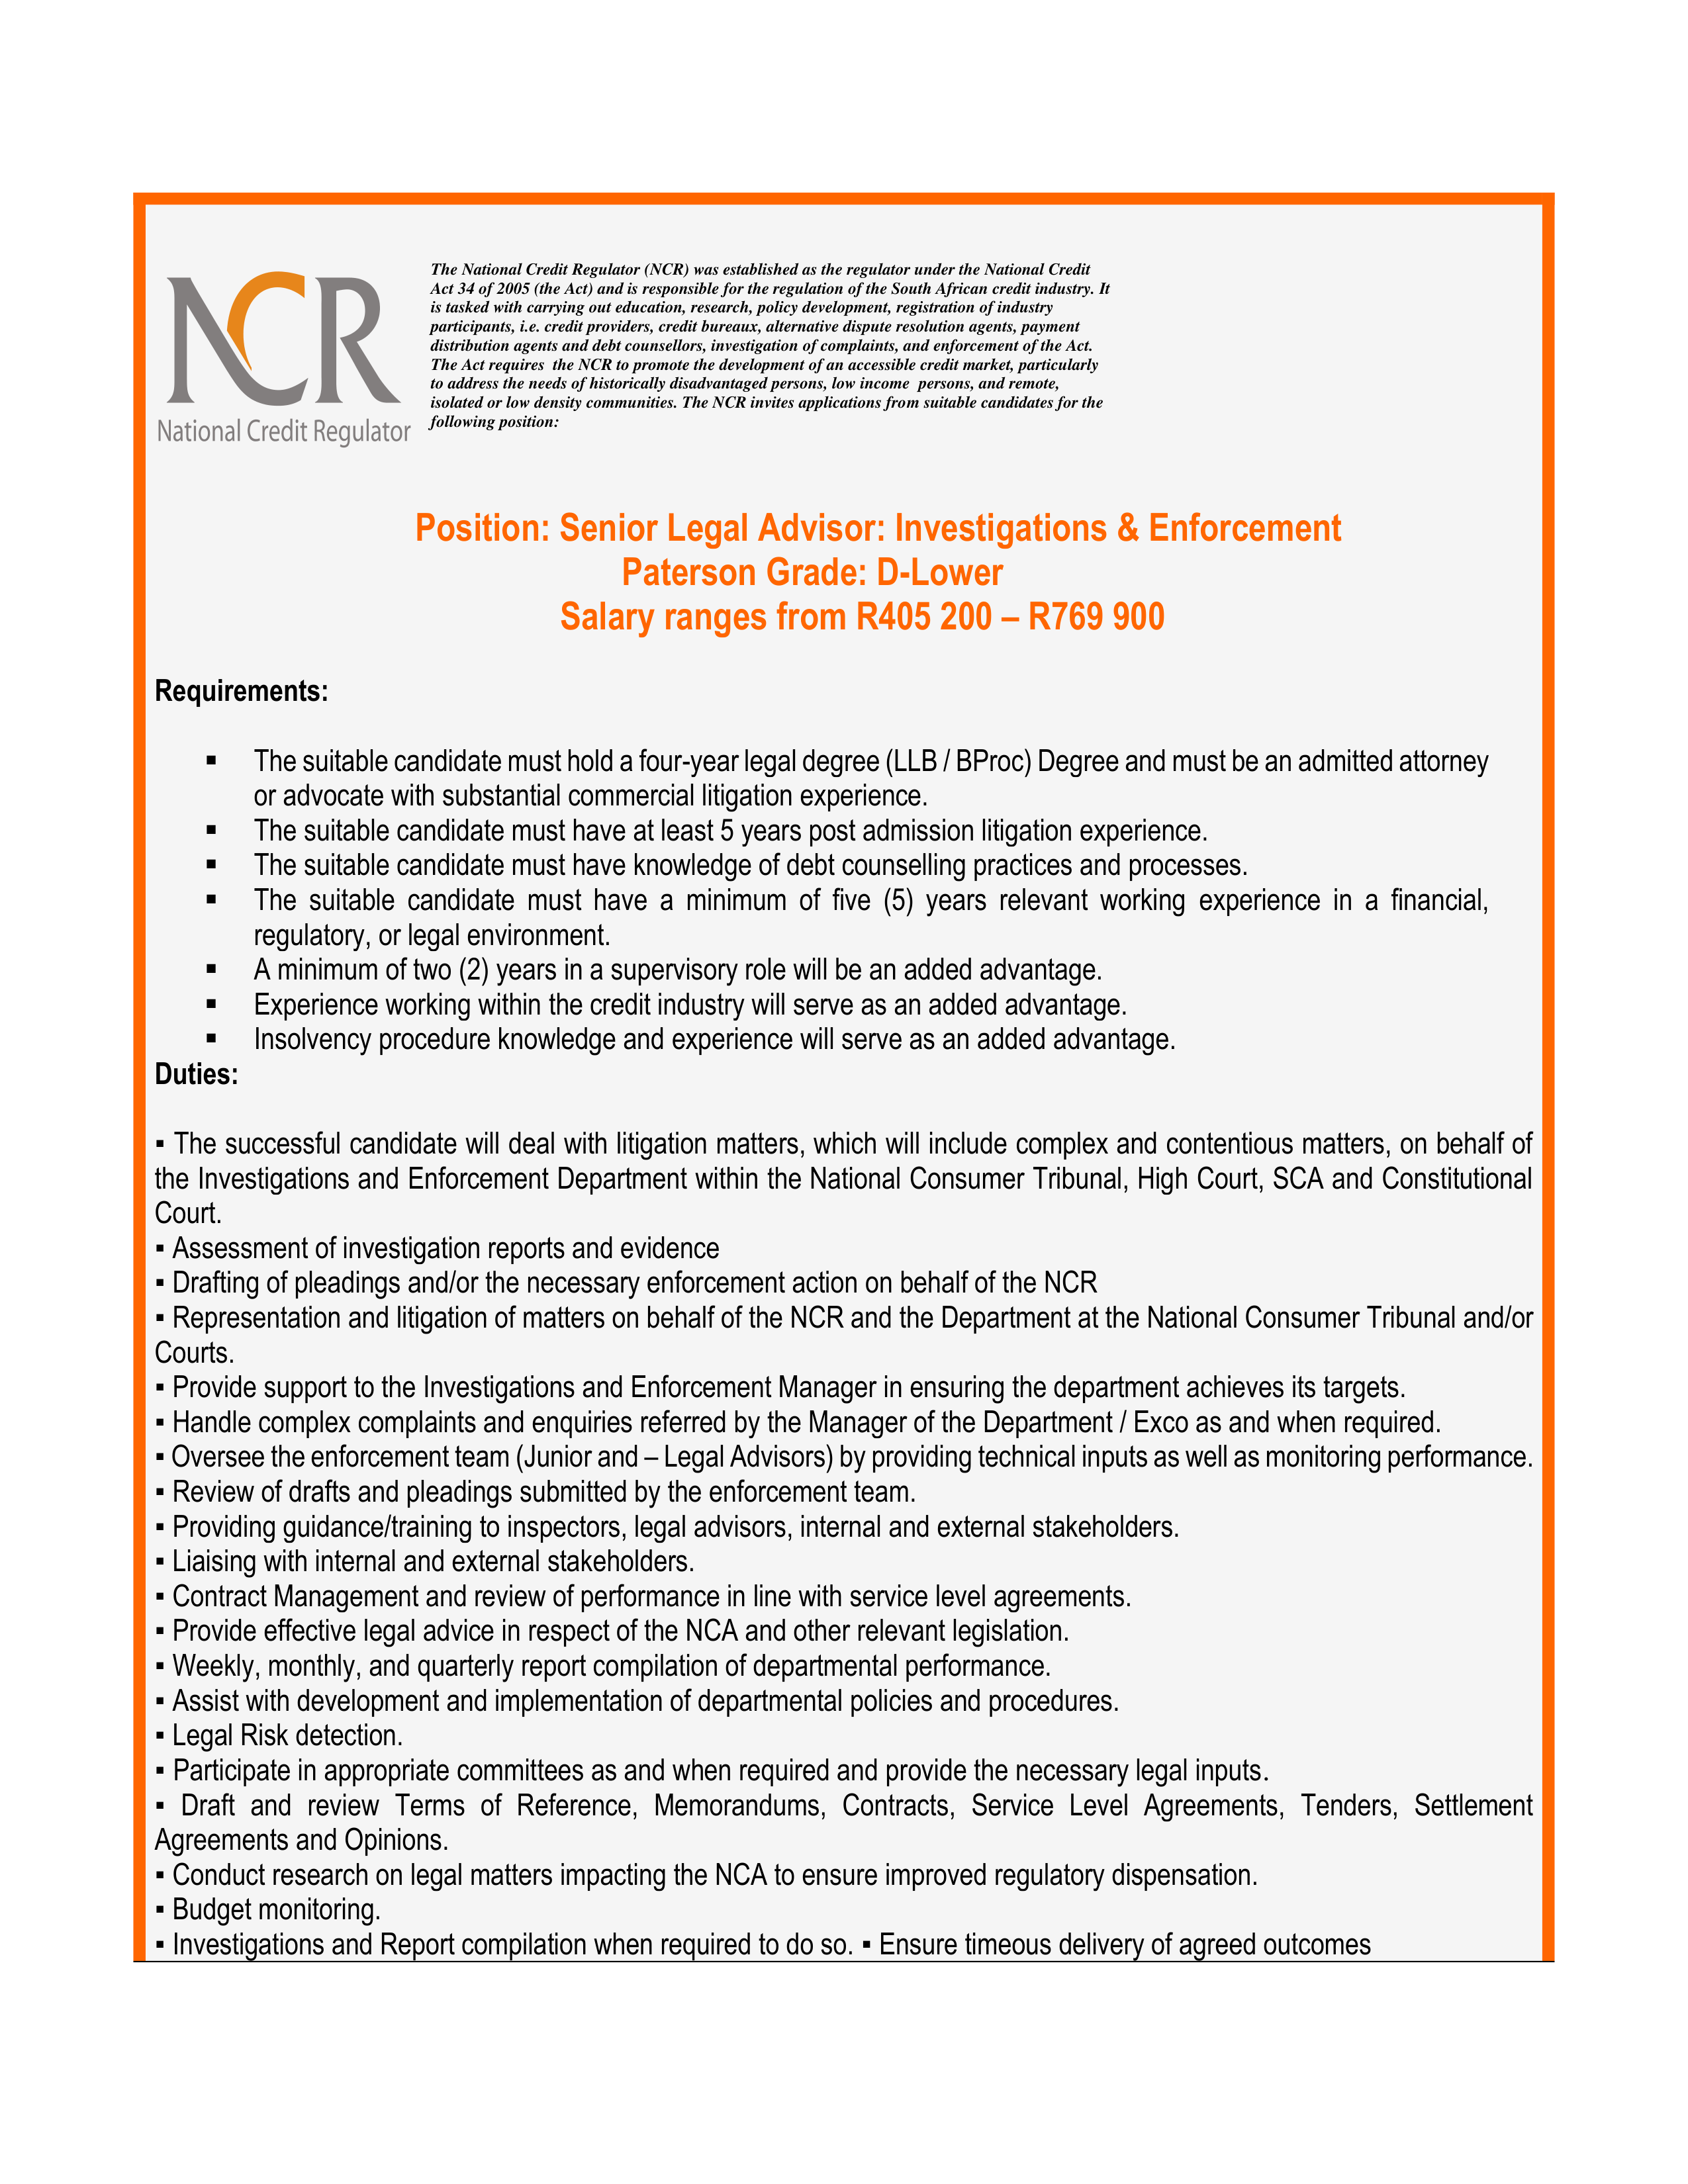 NCR
National Credit Regulator
The National Credit Regulator (NCR) was established as the regulator under the National Credit
Act 34 of 2005 (the Act) and is responsible for the regulation of the South African credit industry. It
is tasked with carrying out education, research, policy development, registration of industry
participants, i.e. credit providers, credit bureaux, alternative dispute resolution agents, payment
distribution agents and debt counsellors, investigation of complaints, and enforcement of the Act.
The Act requires the NCR to promote the development of an accessible credit market, particularly
to address the needs of historically disadvantaged persons, low income persons, and remote,
isolated or low density communities. The NCR invites applications from suitable candidates for the
following position:
Position: Senior Legal Advisor: Investigations & Enforcement
Paterson Grade: D-Lower
Salary ranges from R405 200 – R769 900
Requirements:
▪ The suitable candidate must hold a four-year legal degree (LLB / BProc) Degree and must be an admitted attorney
or advocate with substantial commercial litigation experience.
▪ The suitable candidate must have at least 5 years post admission litigation experience.
▪ The suitable candidate must have knowledge of debt counselling practices and processes.
▪ The suitable candidate must have a minimum of five (5) years relevant working experience in a financial,
regulatory, or legal environment.
▪ A minimum of two (2) years in a supervisory role will be an added advantage.
▪ Experience working within the credit industry will serve as an added advantage.
▪ Insolvency procedure knowledge and experience will serve as an added advantage.
Duties:
▪ The successful candidate will deal with litigation matters, which will include complex and contentious matters, on behalf of
the Investigations and Enforcement Department within the National Consumer Tribunal, High Court, SCA and Constitutional
Court.
▪ Assessment of investigation reports and evidence
▪ Drafting of pleadings and/or the necessary enforcement action on behalf of the NCR
▪ Representation and litigation of matters on behalf of the NCR and the Department at the National Consumer Tribunal and/or
Courts.
▪ Provide support to the Investigations and Enforcement Manager in ensuring the department achieves its targets.
▪ Handle complex complaints and enquiries referred by the Manager of the Department / Exco as and when required.
▪ Oversee the enforcement team (Junior and – Legal Advisors) by providing technical inputs as well as monitoring performance.
▪ Review of drafts and pleadings submitted by the enforcement team.
▪ Providing guidance/training to inspectors, legal advisors, internal and external stakeholders.
▪ Liaising with internal and external stakeholders.
▪ Contract Management and review of performance in line with service level agreements.
▪ Provide effective legal advice in respect of the NCA and other relevant legislation.
▪ Weekly, monthly, and quarterly report compilation of departmental performance.
▪ Assist with development and implementation of departmental policies and procedures.
▪ Legal Risk detection.
▪ Participate in appropriate committees as and when required and provide the necessary legal inputs.
▪ Draft and review Terms of Reference, Memorandums, Contracts, Service Level Agreements, Tenders, Settlement
Agreements and Opinions.
▪ Conduct research on legal matters impacting the NCA to ensure improved regulatory dispensation.
▪ Budget monitoring.
▪ Investigations and Report compilation when required to do so. ▪ Ensure timeous delivery of agreed outcomes